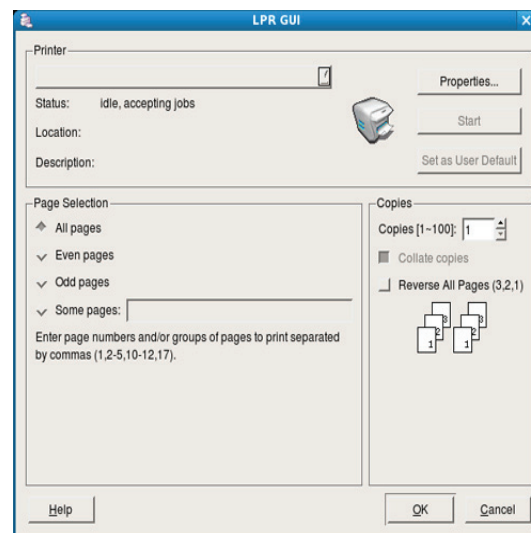 LPR GUI
Printer
Properties...
Status: idle, accepting jobs
Start
Location:
Description:
Set as User Default
Page Selection
All pages
Even pages
Odd pages
Some pages:
Enter page numbers and/or groups of pages to print separated
by commas (1,2-5,10-12,17).
Copies
Copies [1~100]: 1
Collate copies
Reverse All Pages (3,2,1)
3 3
2 2
1 1
Help
OK
Cancel